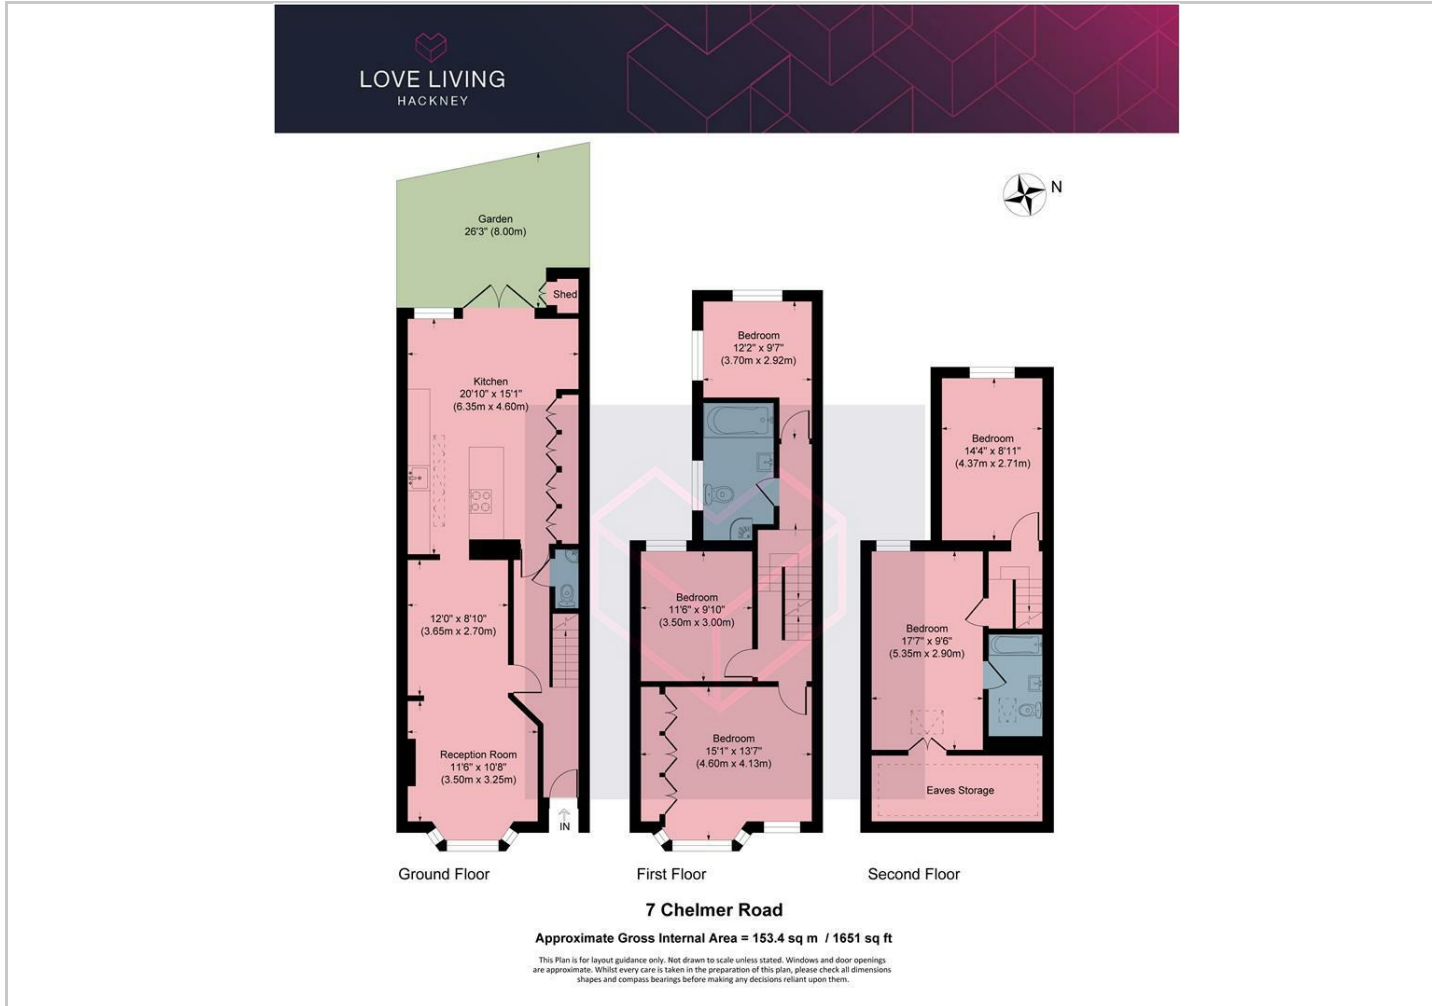 LOVE LIVING
HACKNEY
N
Garden
26'3" (8.00m)
Shed
Kitchen
20'10" x 15'1"
(6.35m x 4.60m)
12'0" x 8'10"
(3.65m x 2.70m)
Reception Room
11'6" x 10'8"
(3.50m x 3.25m)
IN
Ground Floor
Bedroom
12'2" x 9'7"
(3.70m x 2.92m)
Bedroom
11'6" x 9'10"
(3.50m x 3.00m)
Bedroom
15'1" x 13'7"
(4.60m x 4.13m)
First Floor
Bedroom
14'4" x 8'11"
(4.37m x 2.71m)
Bedroom
17'7" x 9'6"
(5.35m x 2.90m)
Eaves Storage
Second Floor
7 Chelmer Road
Approximate Gross Internal Area = 153.4 sq m / 1651 sq ft
This Plan is for layout guidance only. Not drawn to scale unless stated. Windows and door openings
are approximate. Whilst every care is taken in the preparation of this plan, please check all dimensions
shapes and compass bearings before making any decisions reliant upon them.